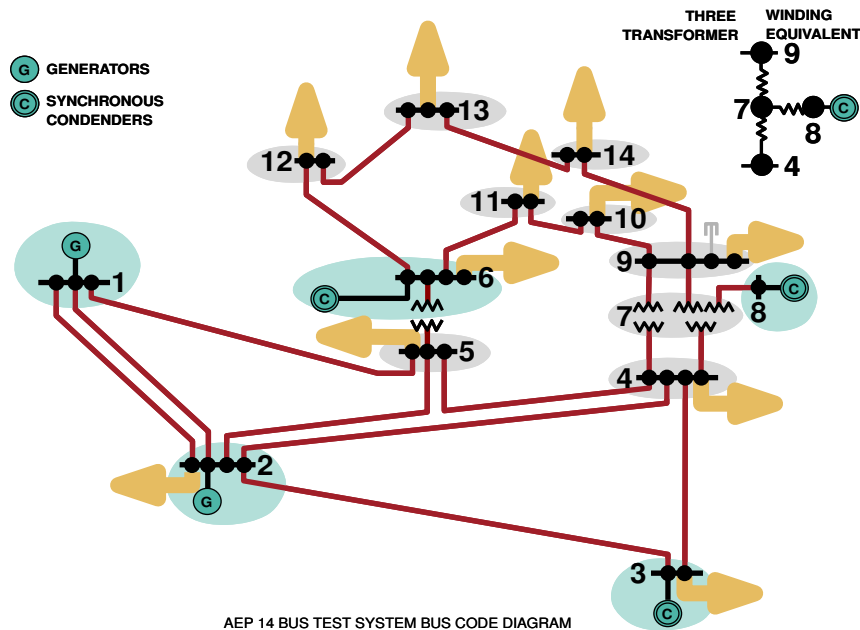 THREE WINDING
TRANSFORMER EQUIVALENT
9
7
8
C
4
G GENERATORS
C SYNCHRONOUS
CONDENDERS
13
12
14
11
10
G
1
6
C
9
7
8
C
5
4
2
G
3
C
AEP 14 BUS TEST SYSTEM BUS CODE DIAGRAM